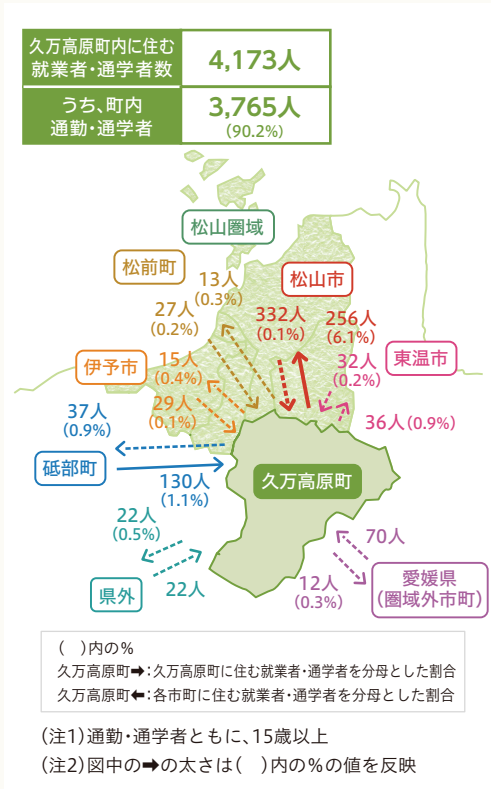 久万高原町内に住む
就業者・通学者数
4,173人
うち、町内
通勤・通学者
3,765人
(90.2%)
松山圏域
松前町
13人
(0.3%)
松山市
27人
(0.2%)
332人
(0.1%)
256人
(6.1%)
伊予市
15人
(0.4%)
32人
(0.2%)
東温市
29人
(0.1%)
37人
(0.9%)
36人(0.9%)
砥部町
130人
(1.1%)
久万高原町
22人
(0.5%)
県外
22人
70人
12人
(0.3%)
愛媛県
(圏域外市町)
(　)内の%
久万高原町➡:久万高原町に住む就業者・通学者を分母とした割合
久万高原町⬅:各市町に住む就業者・通学者を分母とした割合
(注1)通勤・通学者ともに、15歳以上
(注2)図中の➡の太さは(　)内の%の値を反映